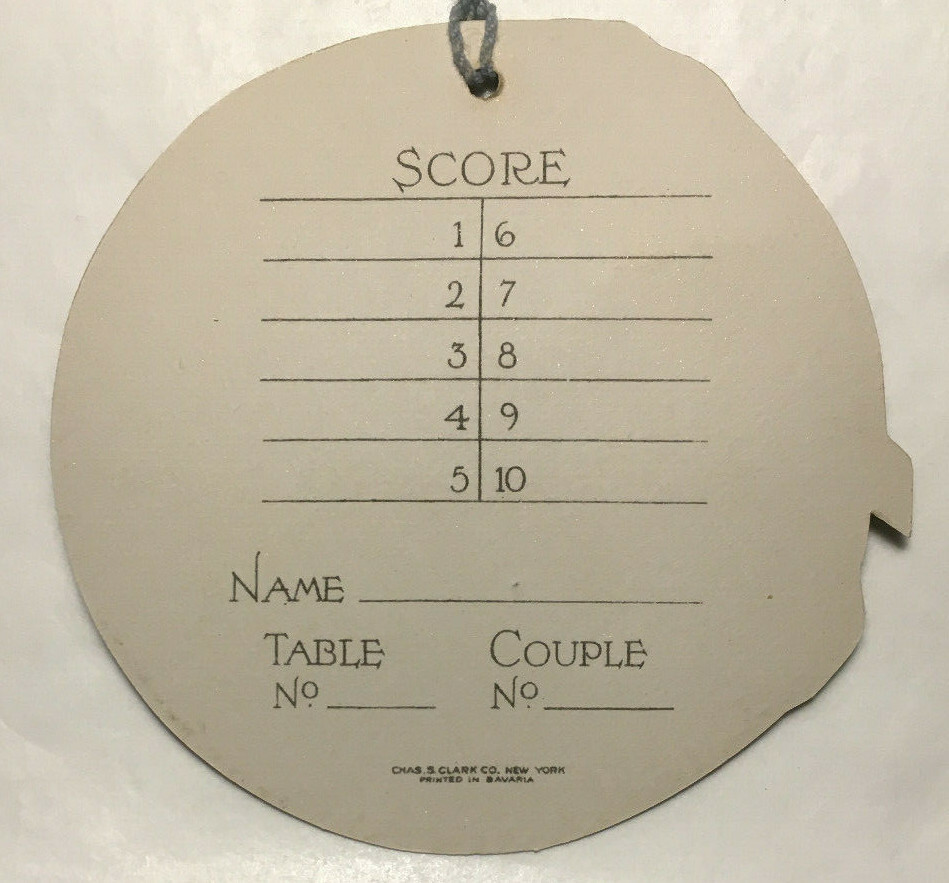 SCORE
1 6
2 7
3 8
4 9
5 10
NAME
TABLE COUPLE
No No
CHAS. S. CLARK CO. NEW YORK
PRINTED IN BAVARIA